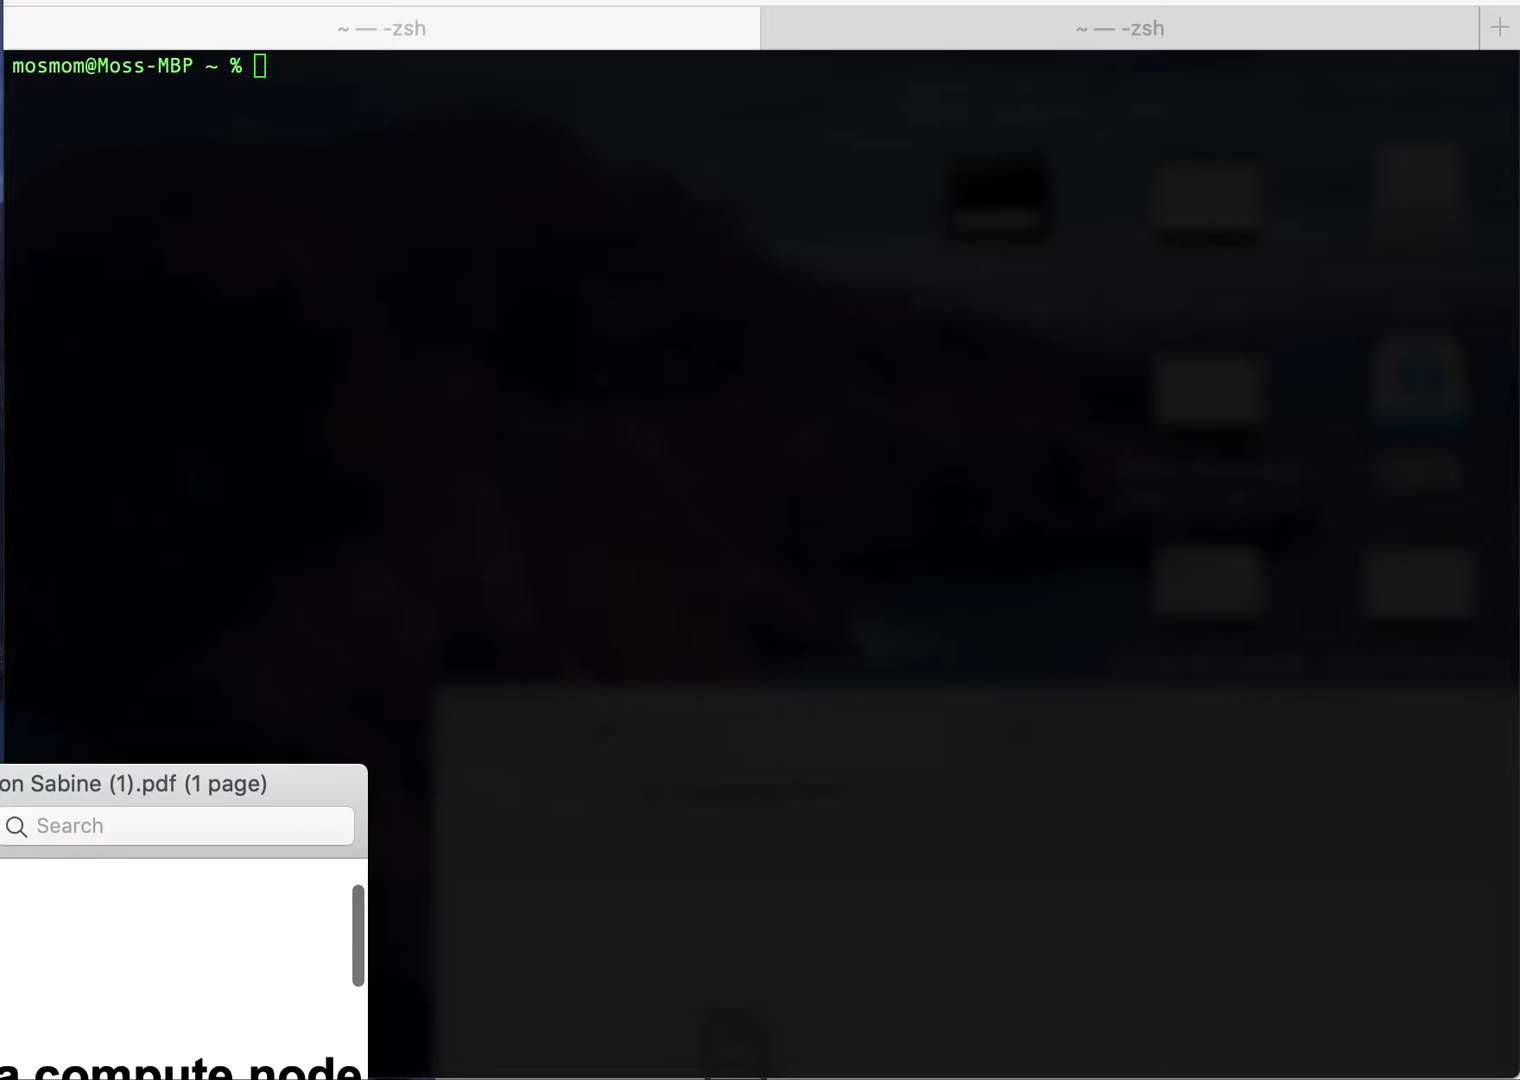 ~ — -zsh
~ — -zsh
mosmom@Moss-MBP ~ %
on Sabine (1).pdf (1 page)
Search
a compute node